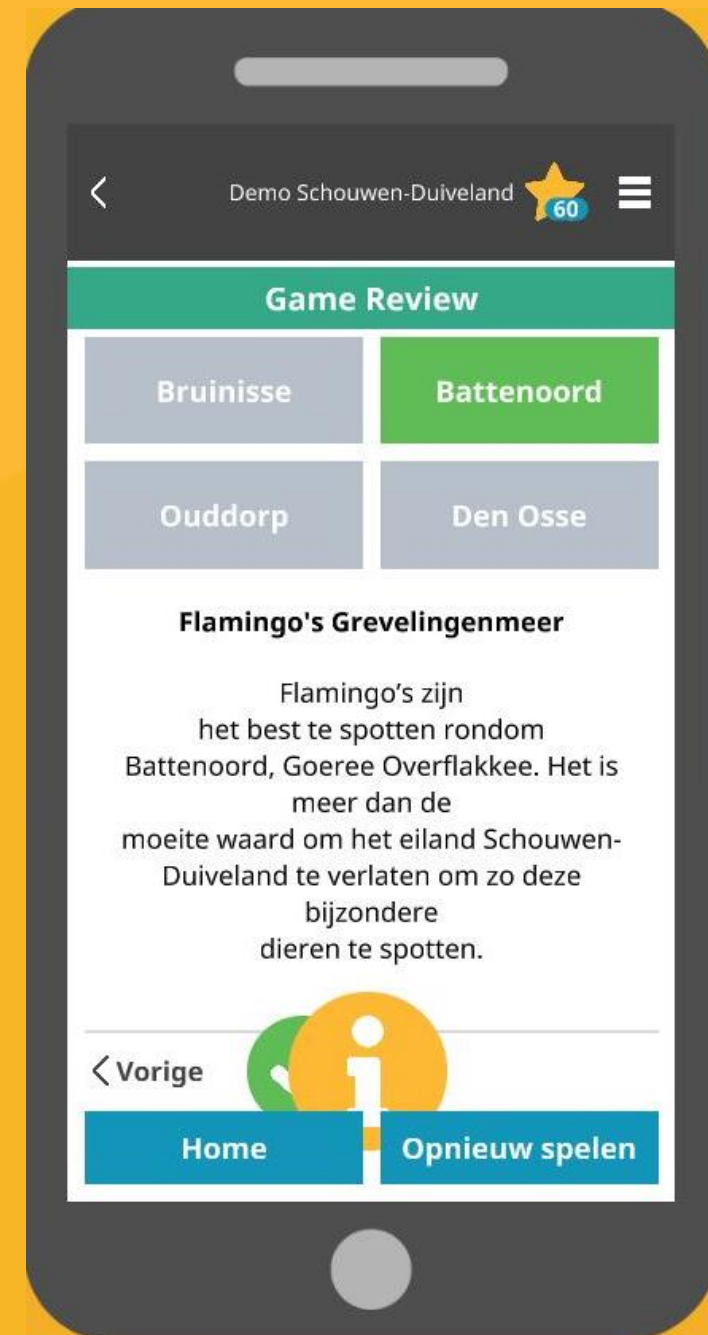 Demo Schouwen-Duiveland
60
Game Review
Bruinisse
Battenoord
Ouddorp
Den Osse
Flamingo's Grevelingenmeer
Flamingo’s zijn
het best te spotten rondom
Battenoord, Goeree Overflakkee. Het is
meer dan de
moeite waard om het eiland Schouwen-
Duiveland te verlaten om zo deze
bijzondere
dieren te spotten.
Vorige
Home
Opnieuw spelen